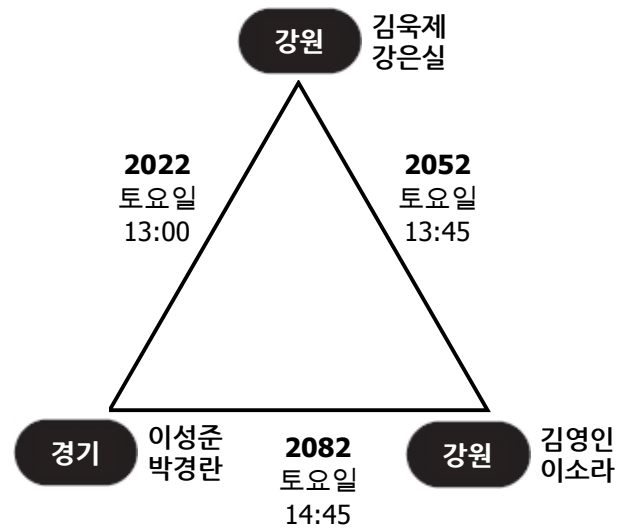 강원
김욱제
강은실
2022
토요일
13:00
2052
토요일
13:45
경기
이성준
박경란
2082
토요일
14:45
강원
김영인
이소라